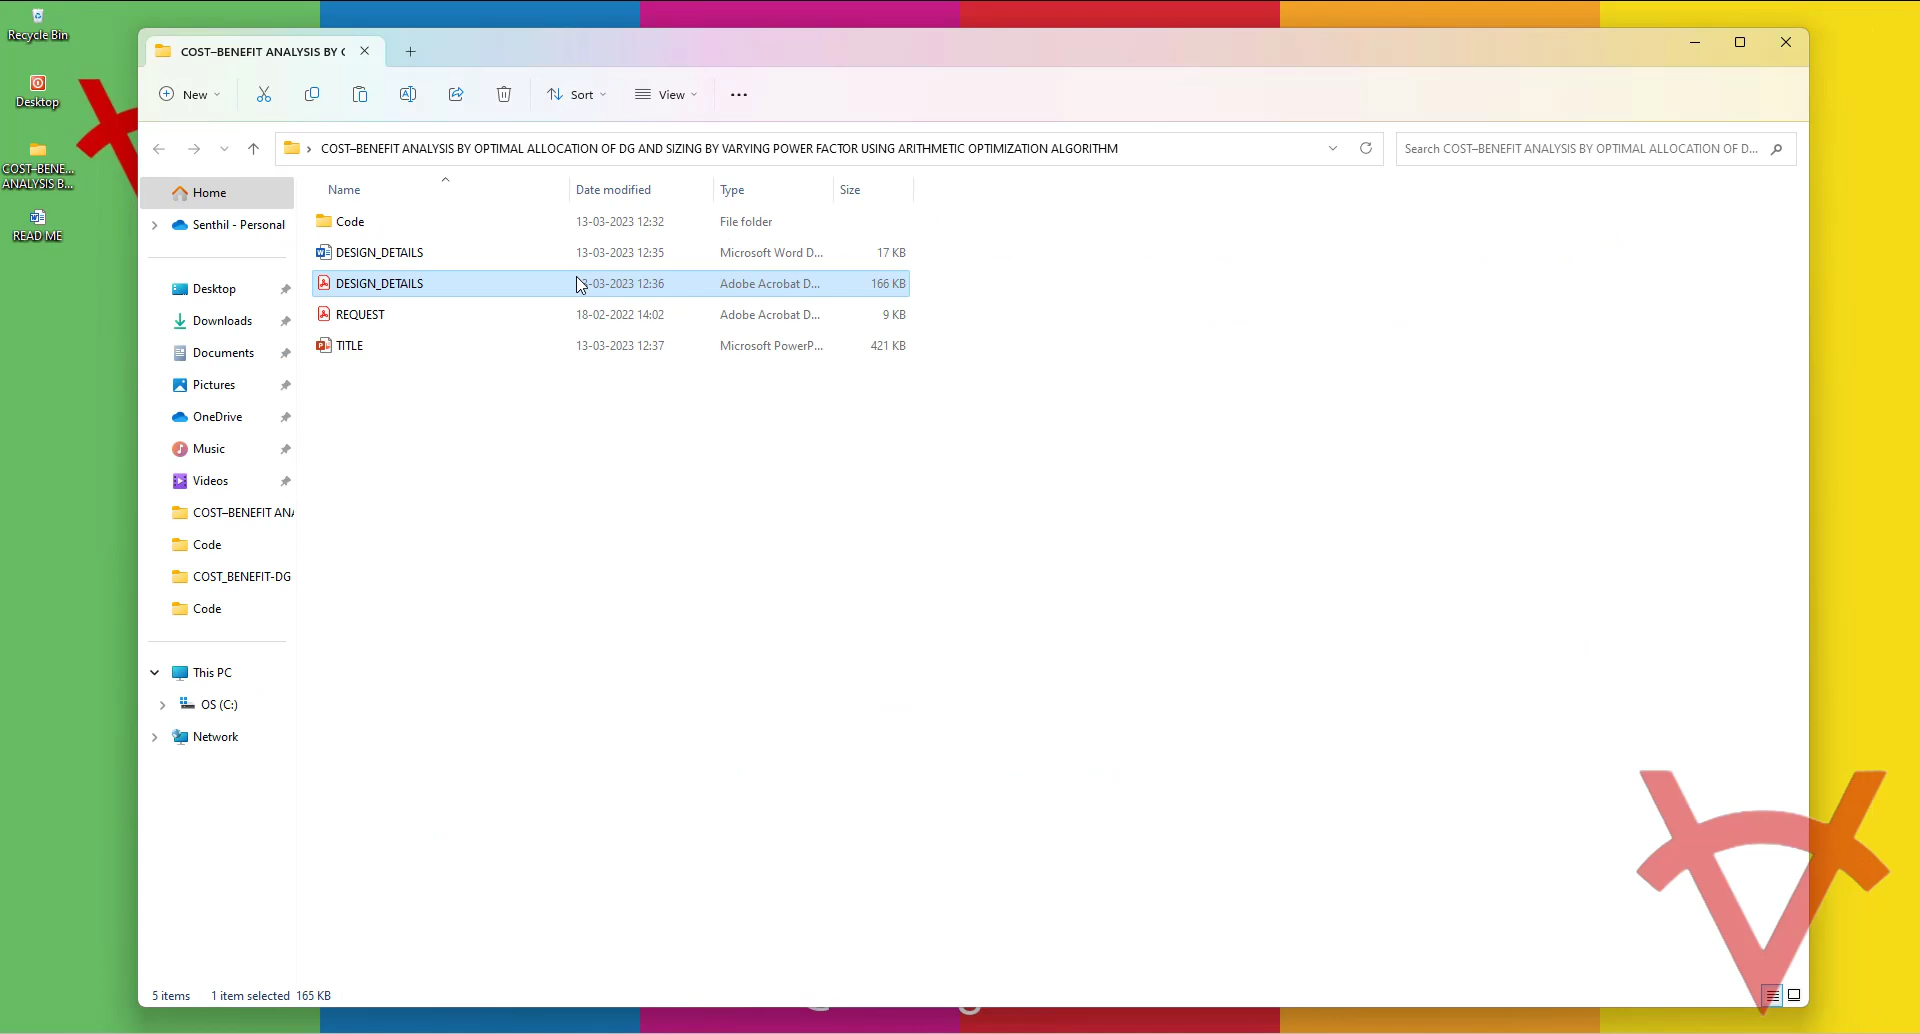 Recycle Bin
Desktop
COST–BENE...
ANALYSIS B...
READ ME
COST–BENEFIT ANALYSIS BY
New
Sort
View
COST–BENEFIT ANALYSIS BY OPTIMAL ALLOCATION OF DG AND SIZING BY VARYING POWER FACTOR USING ARITHMETIC OPTIMIZATION ALGORITHM
Search COST–BENEFIT ANALYSIS BY OPTIMAL ALLOCATION OF D...
Home
Senthil - Personal
Desktop
Downloads
Documents
Pictures
OneDrive
Music
Videos
COST–BENEFIT ANA
Code
COST_BENEFIT-DG
Code
This PC
OS (C:)
Network
Name Date modified Type Size
Code 13-03-2023 12:32 File folder
DESIGN_DETAILS 13-03-2023 12:35 Microsoft Word D... 17 KB
DESIGN_DETAILS 3-03-2023 12:36 Adobe Acrobat D... 166 KB
REQUEST 18-02-2022 14:02 Adobe Acrobat D... 9 KB
TITLE 13-03-2023 12:37 Microsoft PowerP... 421 KB
5 items 1 item selected 165 KB